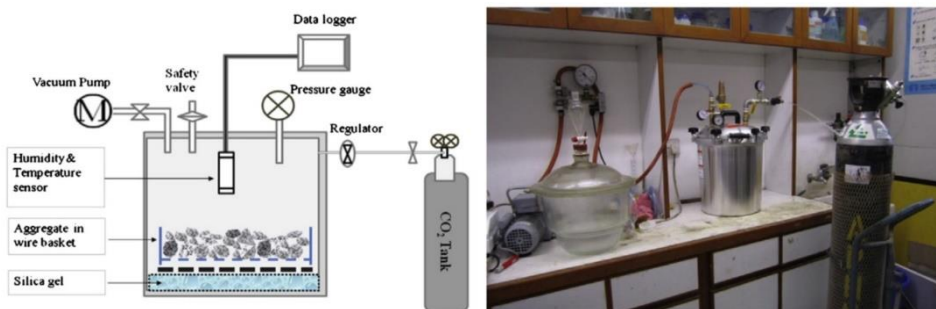 Data logger
Safety
valve
Vacuum Pump
M
Pressure gauge
Regulator
Humidity &
Temperature
sensor
Aggregate in
wire basket
Silica gel
CO₂ Tank